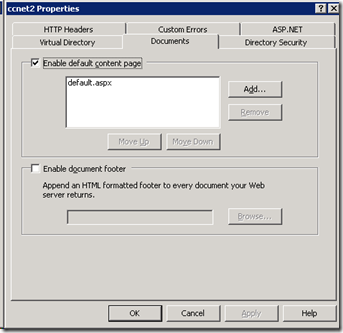 ccnet2 Properties
HTTP Headers
Custom Errors
ASP.NET
Virtual Directory
Documents
Directory Security
Enable default content page
default.aspx
Add...
Remove
Move Up
Move Down
Enable document footer
Append an HTML formatted footer to every document your Web
server returns.
Browse...
OK
Cancel
Apply
Help